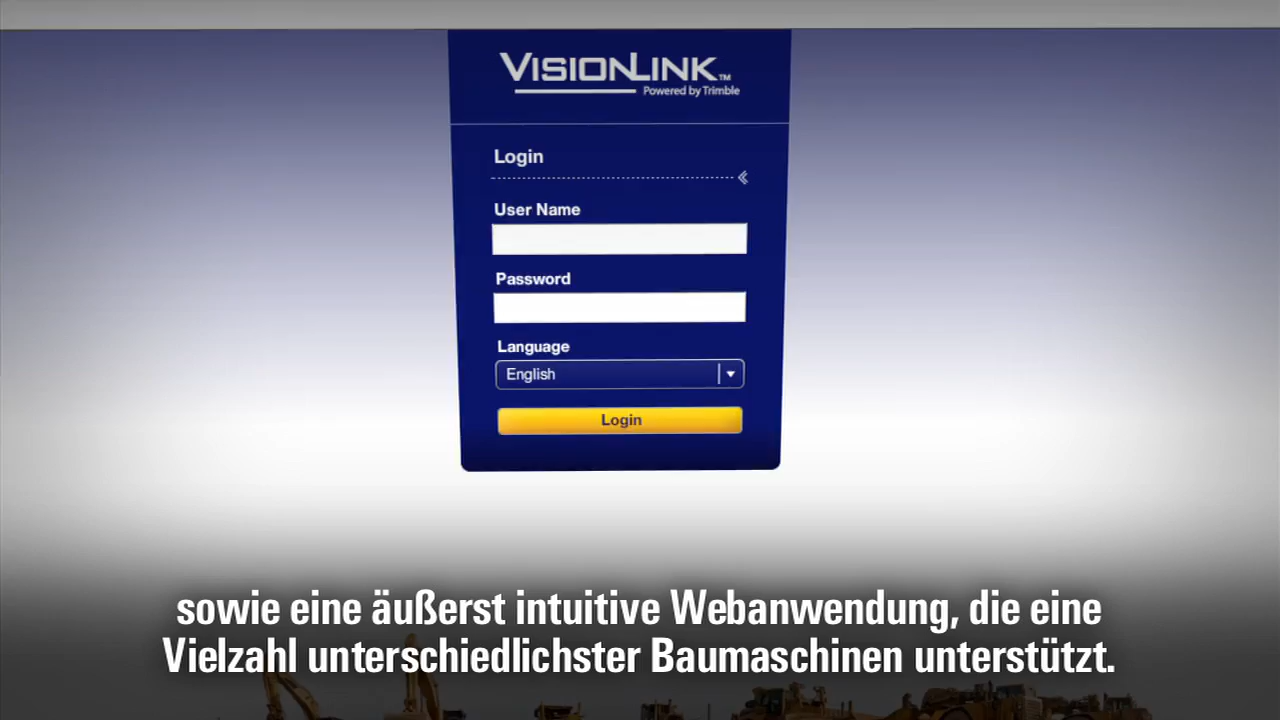 VISIONLINK™
Powered by Trimble
Login
User Name
Password
Language
English
Login
sowie eine äußerst intuitive Webanwendung, die eine
Vielzahl unterschiedlichster Baumaschinen unterstützt.